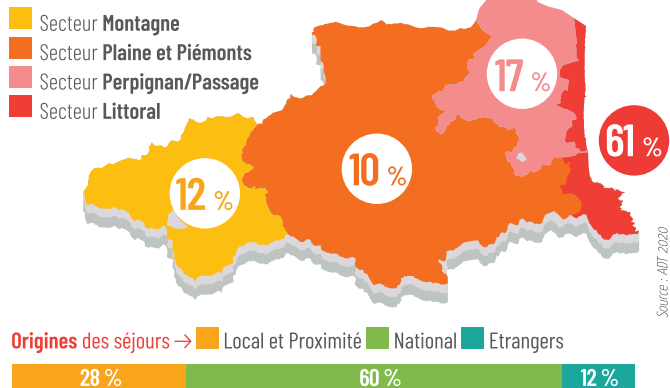 Secteur Montagne
Secteur Plaine et Piémonts
Secteur Perpignan/Passage
Secteur Littoral
17 %
61 %
10 %
12 %
Source : ADT 2020
Origines des séjours → Local et Proximité National Etrangers
28 % 60 % 12 %